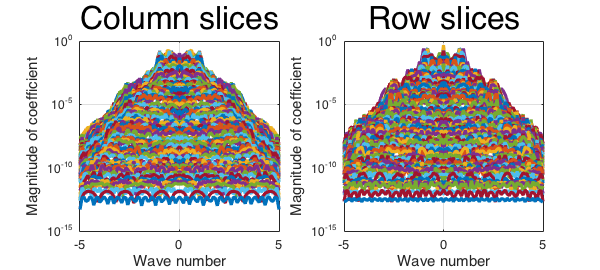 Column slices
Row slices
Magnitude of coefficient
10^0
10^-5
10^-10
10^-15
-5
0
5
Wave number
Magnitude of coefficient
10^0
10^-5
10^-10
10^-15
-5
0
5
Wave number